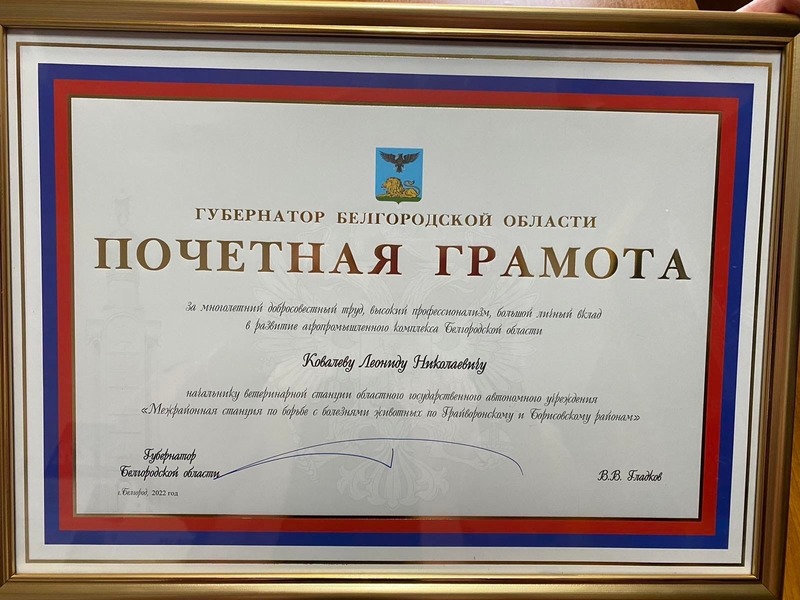 ГУБЕРНАТОР БЕЛГОРОДСКОЙ ОБЛАСТИ
ПОЧЕТНАЯ ГРАМОТА
за многолетний добросовестный труд, высокий профессионализм, большой личный вклад
в развитие агропромышленного комплекса Белгородской области
Ковалеву Леониду Николаевичу
начальнику ветеринарной станции областного государственного автономного учреждения
«Межрайонная станция по борьбе с болезнями животных по Грайворонскому и Борисовскому районам»
Губернатор
Белгородской области
В.В. Гладков
г.Белгород, 2022 год